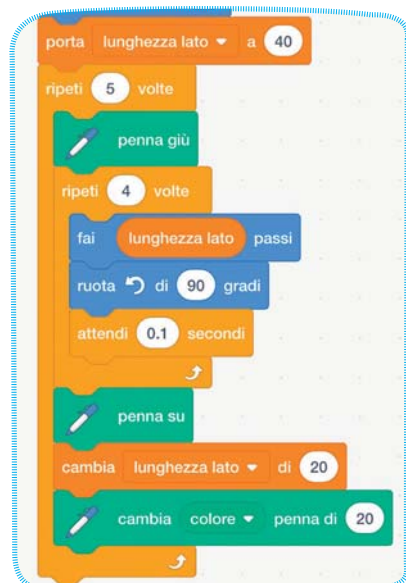 porta lunghezza lato a 40
ripeti 5 volte
penna giù
ripeti 4 volte
fai lunghezza lato passi
ruota di 90 gradi
attendi 0.1 secondi
penna su
cambia lunghezza lato di 20
cambia colore penna di 20